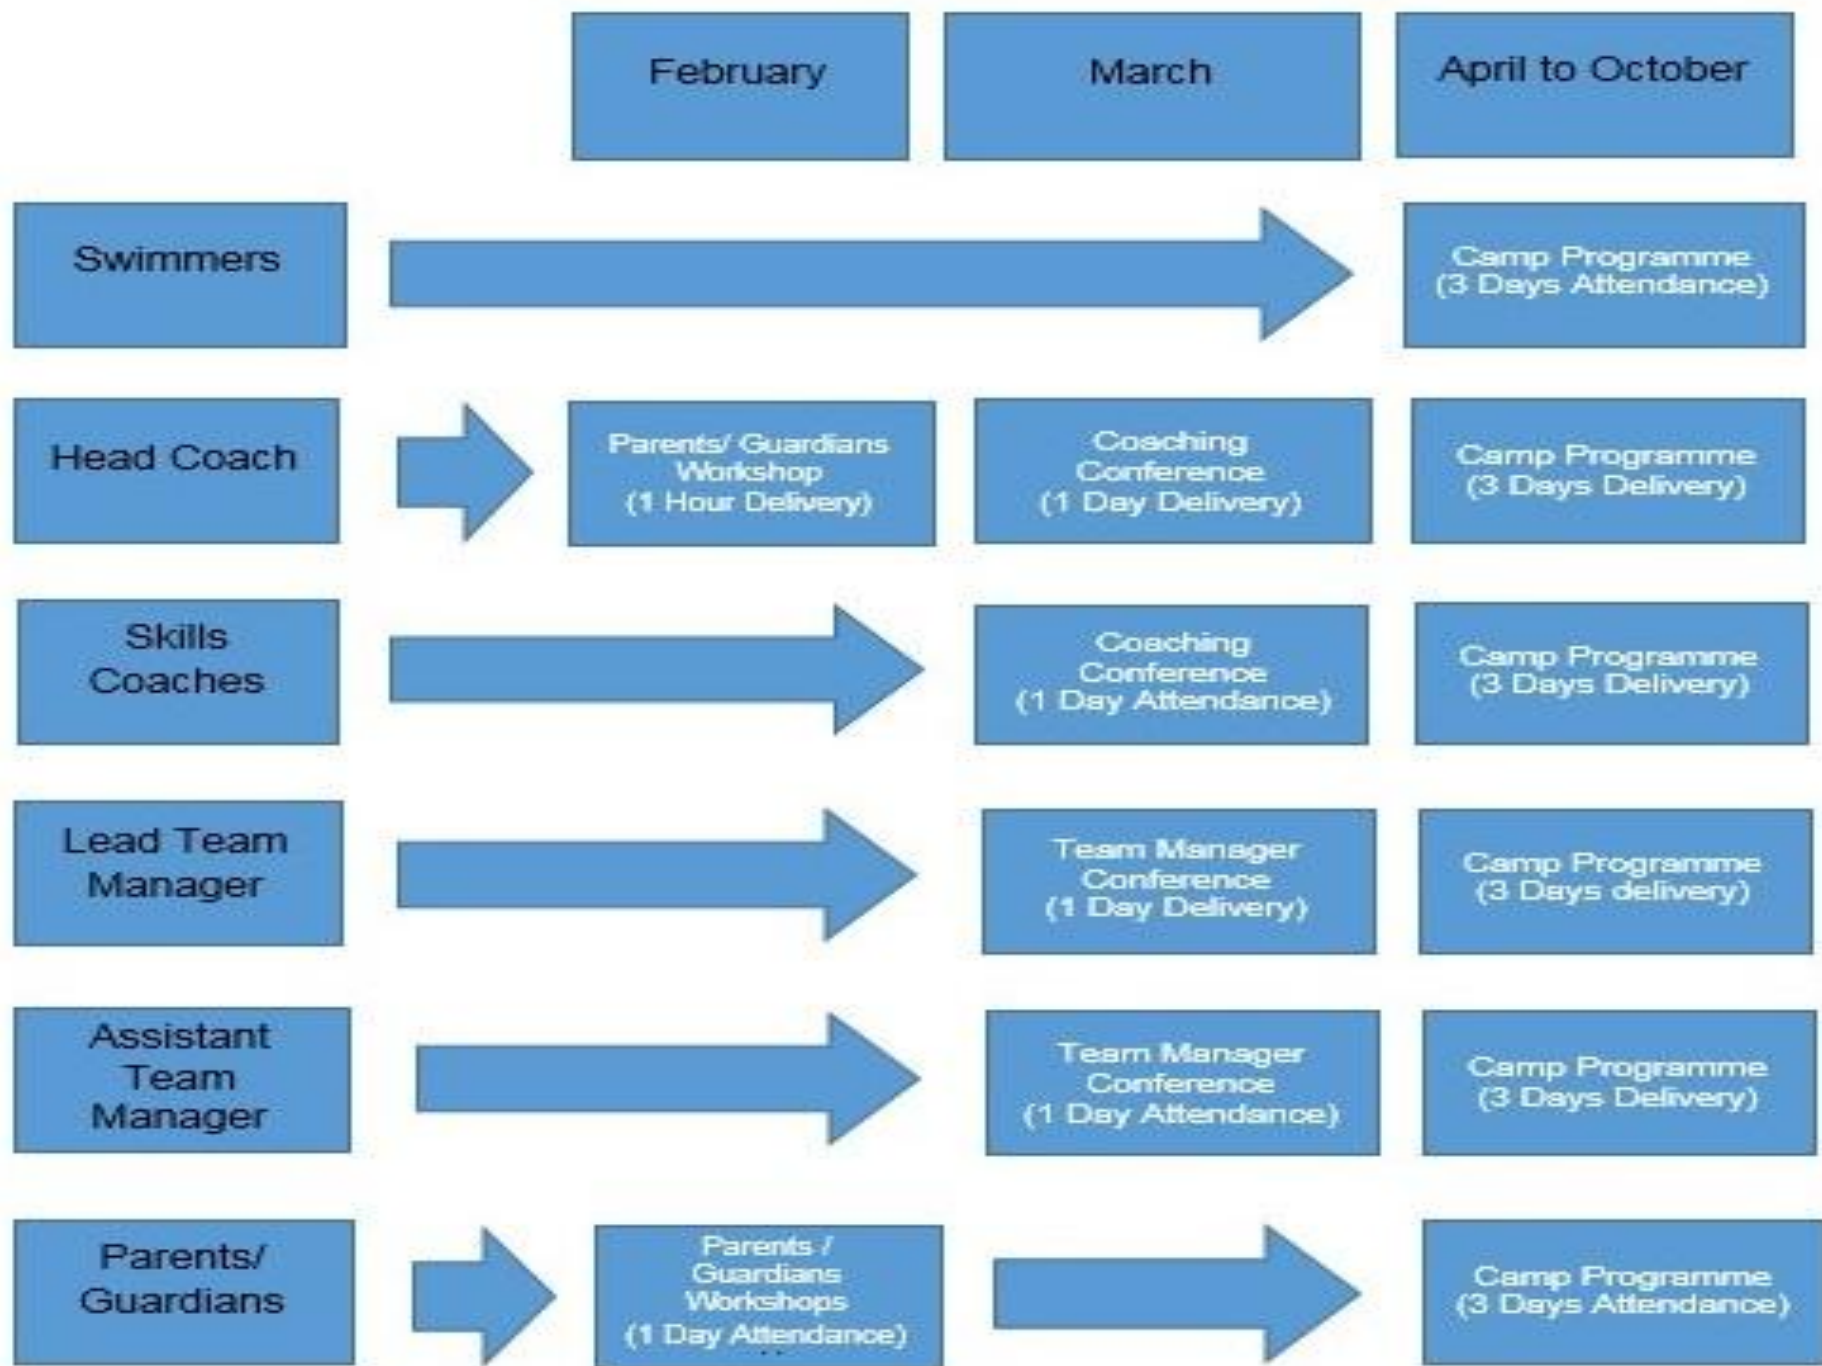 February
March
April to October
Swimmers
Camp Programme
(3 Days Attendance)
Head Coach
Parents/ Guardians
Workshop
(1 Hour Delivery)
Coaching
Conference
(1 Day Delivery)
Camp Programme
(3 Days Delivery)
Skills
Coaches
Coaching
Conference
(1 Day Attendance)
Camp Programme
(3 Days Delivery)
Lead Team
Manager
Team Manager
Conference
(1 Day Delivery)
Camp Programme
(3 Days delivery)
Assistant
Team
Manager
Team Manager
Conference
(1 Day Attendance)
Camp Programme
(3 Days Delivery)
Parents/
Guardians
Parents /
Guardians
Workshops
(1 Day Attendance)
Camp Programme
(3 Days Attendance)